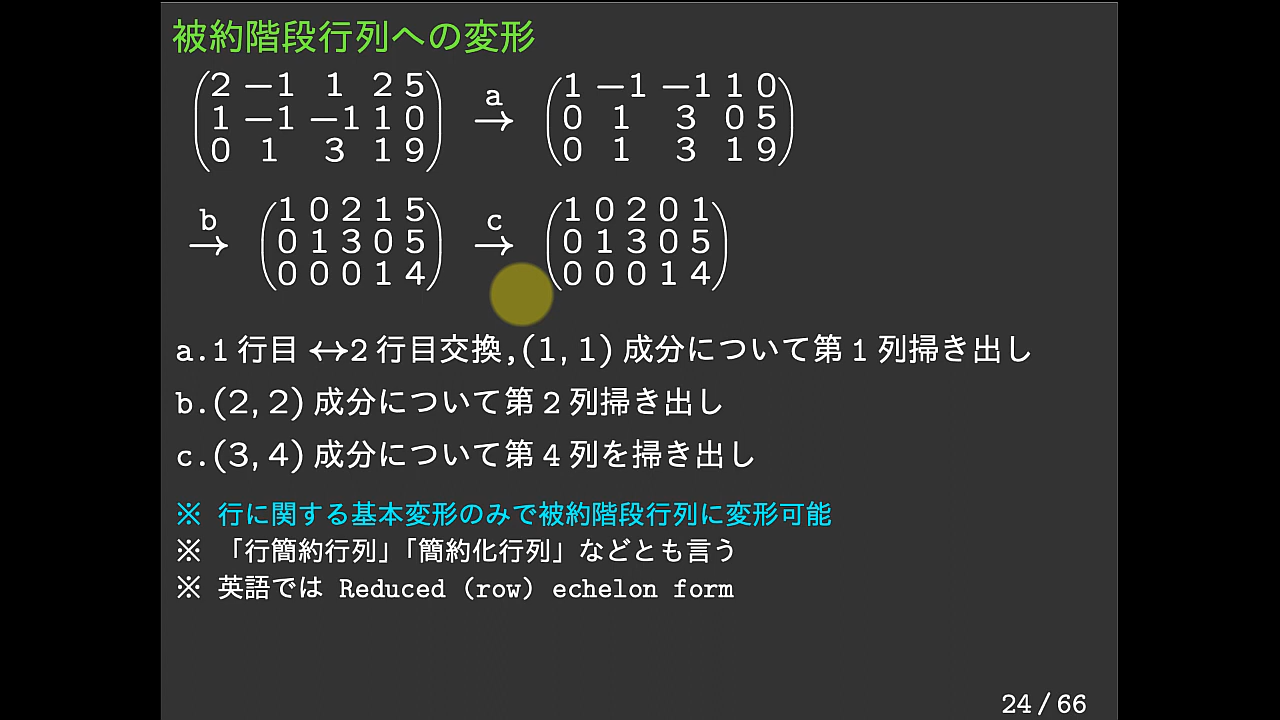 被約階段行列への変形
2 −1 1 2 5
1 −1 −1 1 0
0 1 3 1 9
a
→
1 −1 −1 1 0
0 1 3 0 5
0 1 3 1 9
b
→
1 0 2 1 5
0 1 3 0 5
0 0 0 1 4
c
→
1 0 2 0 1
0 1 3 0 5
0 0 0 1 4
a.1 行目 ↔2 行目交換,(1,1) 成分について第 1 列掃き出し
b.(2,2) 成分について第 2 列掃き出し
c.(3,4) 成分について第 4 列を掃き出し
※ 行に関する基本変形のみで被約階段行列に変形可能
※ 「行簡約行列」「簡約化行列」などとも言う
※ 英語では Reduced (row) echelon form
24 / 66